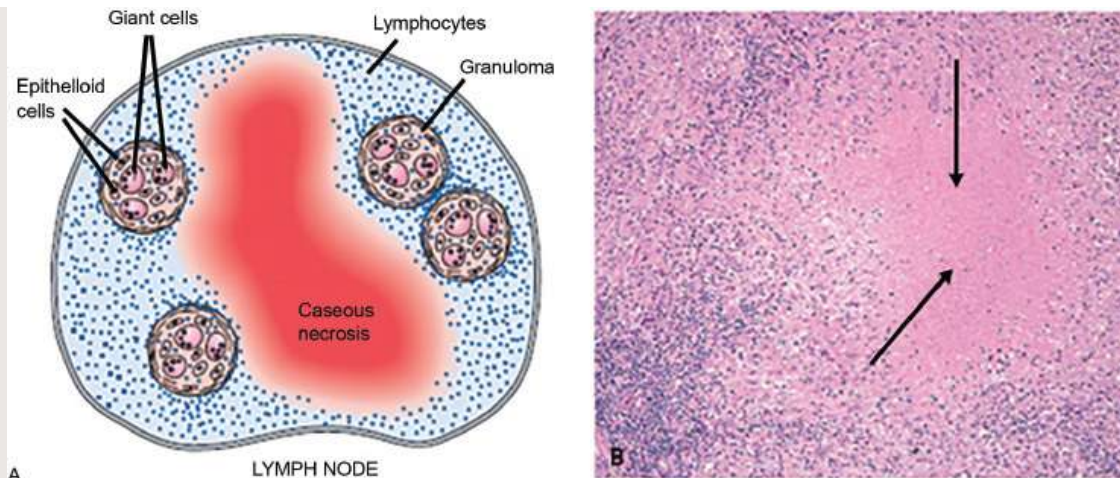 Giant cells
Lymphocytes
Granuloma
Epithelloid
cells
Caseous
necrosis
LYMPH NODE
A
B